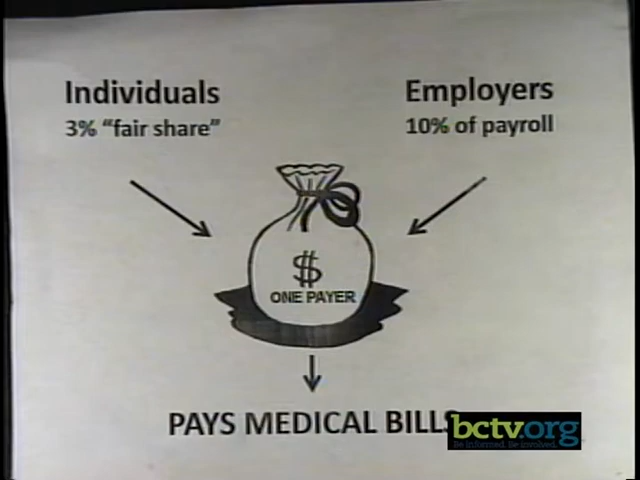 Individuals
3% "fair share"
Employers
10% of payroll
$
ONE PAYER
PAYS MEDICAL BILLS
bctv.org
Be informed. Be involved.